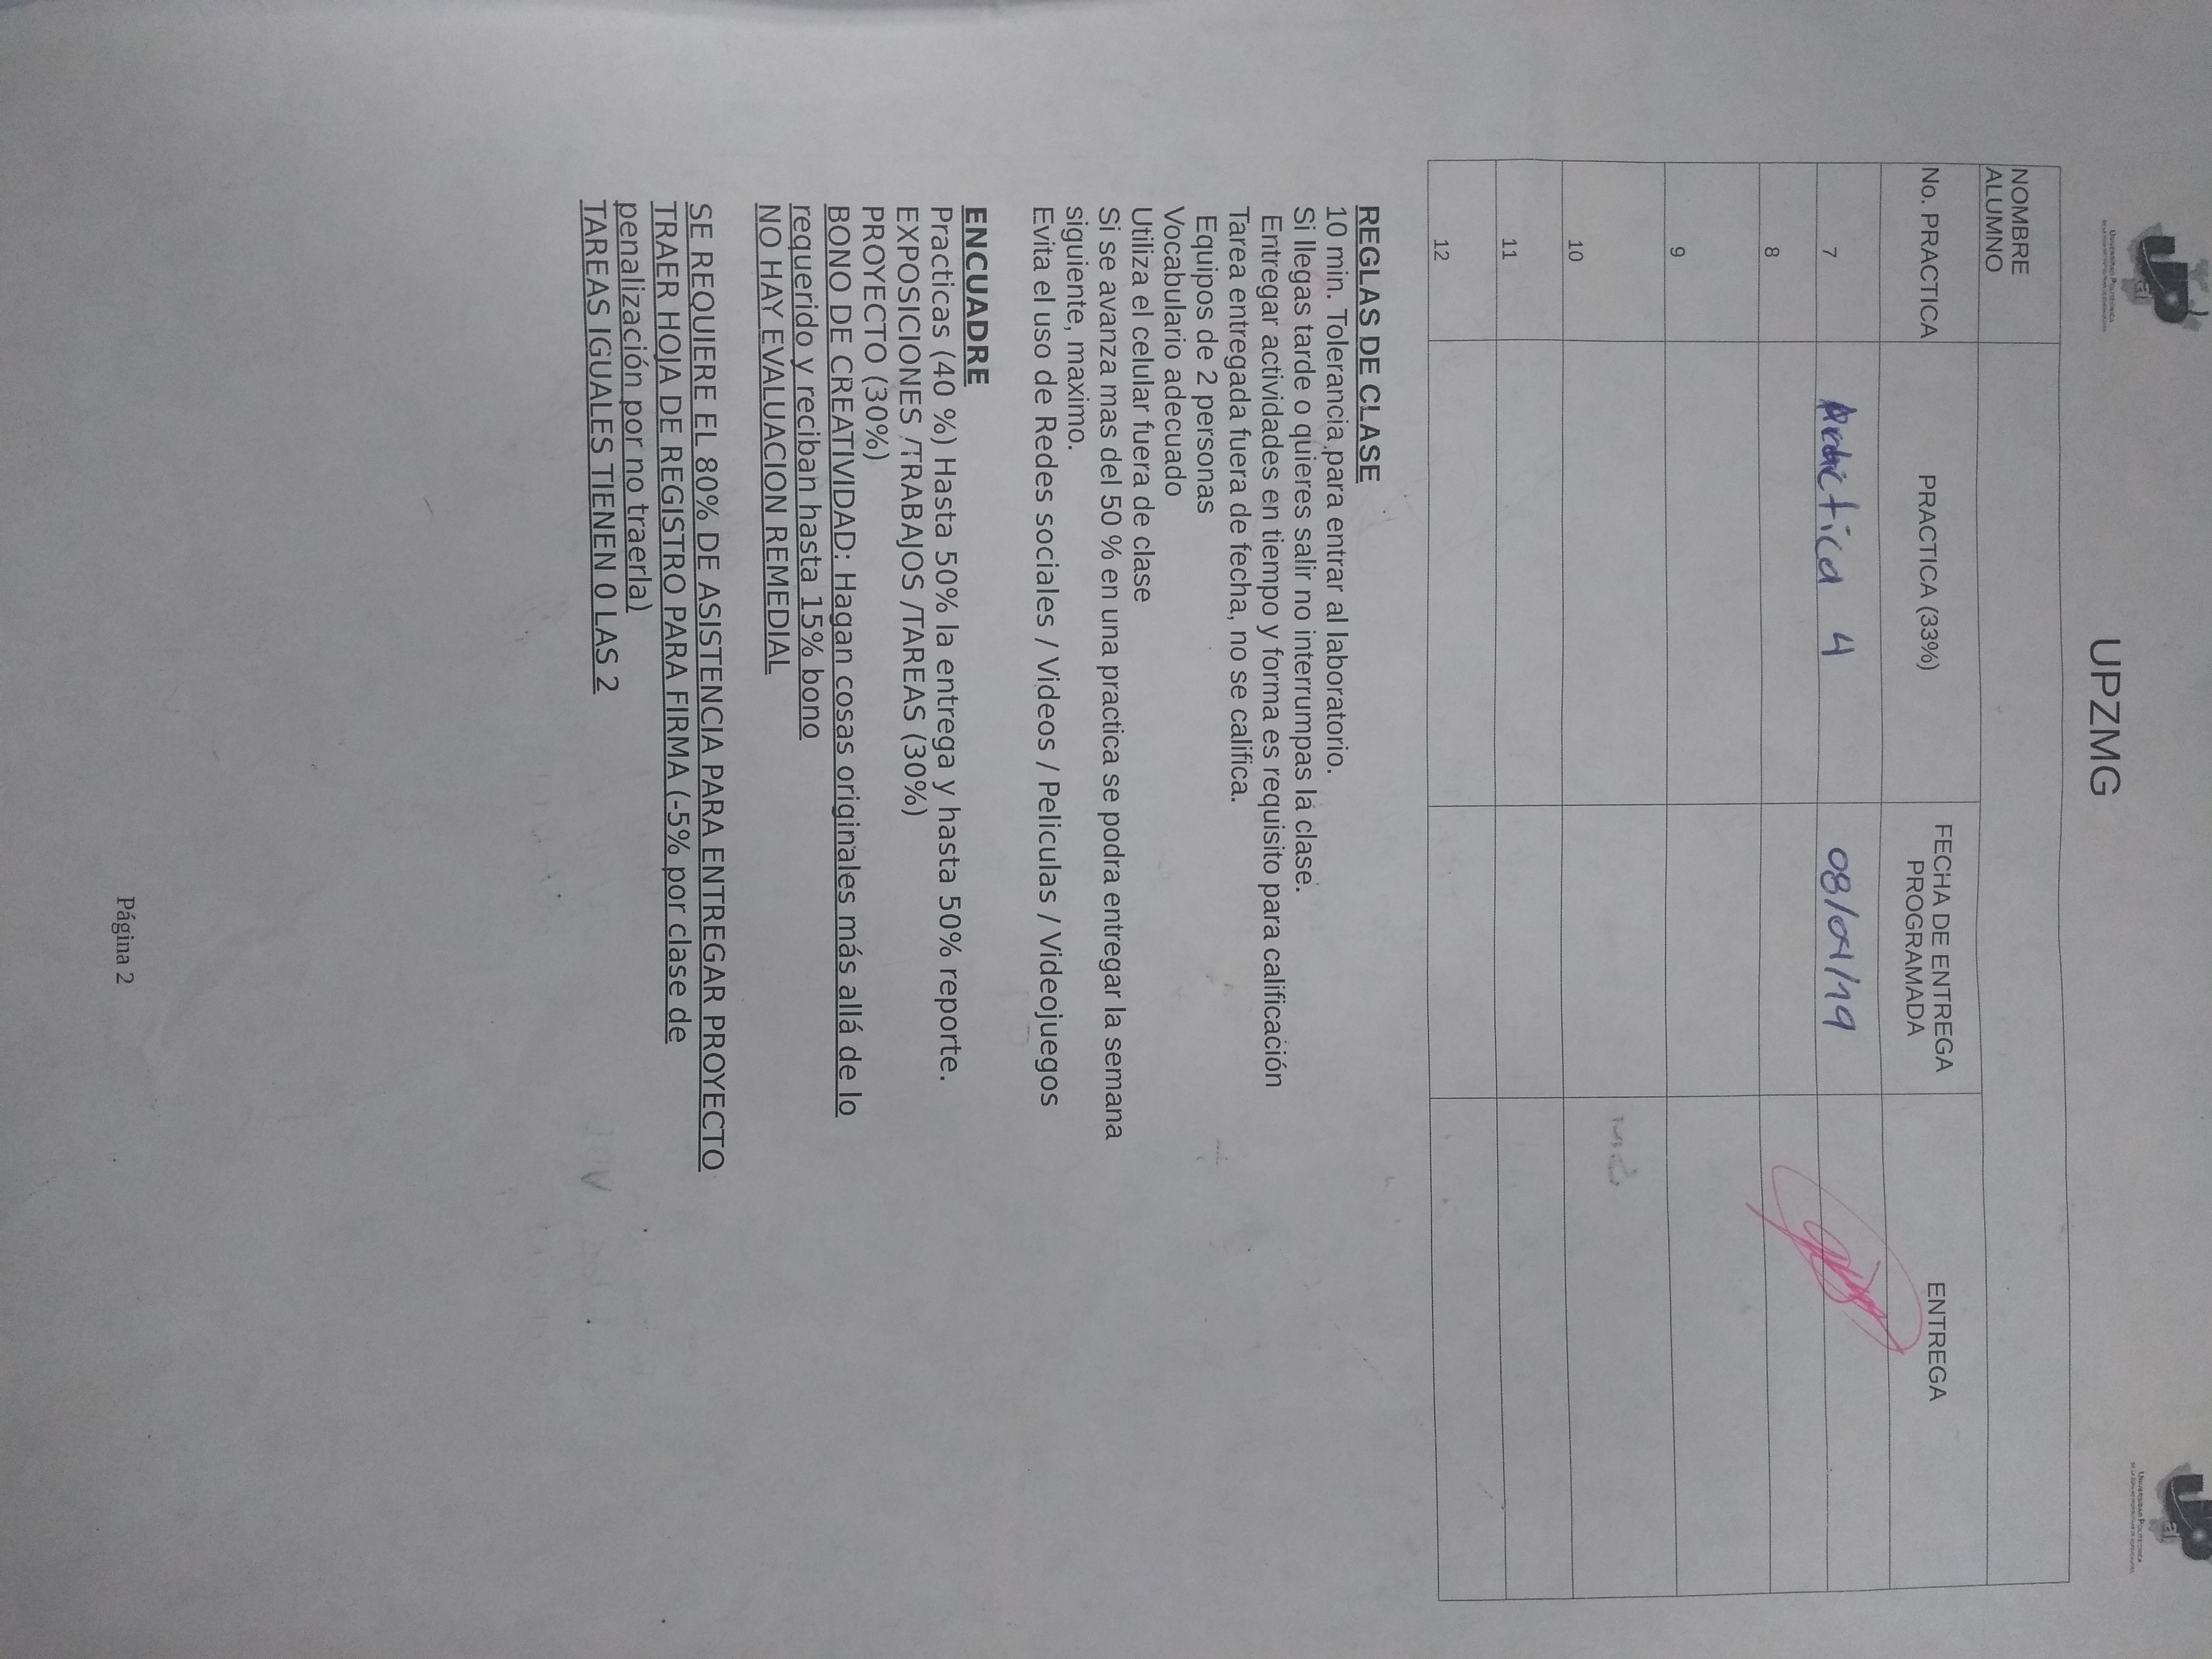 UPZMG
NOMBRE
ALUMNO
No. PRACTICA PRACTICA (33%) FECHA DE ENTREGA PROGRAMADA ENTREGA
7 Practica 4 08/04/19
8
9
10
11
12
REGLAS DE CLASE
10 min. Tolerancia para entrar al laboratorio.
Si llegas tarde o quieres salir no interrumpas la clase.
Entregar actividades en tiempo y forma es requisito para calificación
Tarea entregada fuera de fecha, no se califica.
Equipos de 2 personas
Vocabulario adecuado
Utiliza el celular fuera de clase
Si se avanza mas del 50 % en una practica se podra entregar la semana
siguiente, maximo.
Evita el uso de Redes sociales / Videos / Peliculas / Videojuegos
ENCUADRE
Practicas (40 %) Hasta 50% la entrega y hasta 50% reporte.
EXPOSICIONES /TRABAJOS /TAREAS (30%)
PROYECTO (30%)
BONO DE CREATIVIDAD: Hagan cosas originales más allá de lo
requerido y reciban hasta 15% bono
NO HAY EVALUACION REMEDIAL
SE REQUIERE EL 80% DE ASISTENCIA PARA ENTREGAR PROYECTO
TRAER HOJA DE REGISTRO PARA FIRMA (-5% por clase de
penalización por no traerla)
TAREAS IGUALES TIENEN 0 LAS 2
Página 2